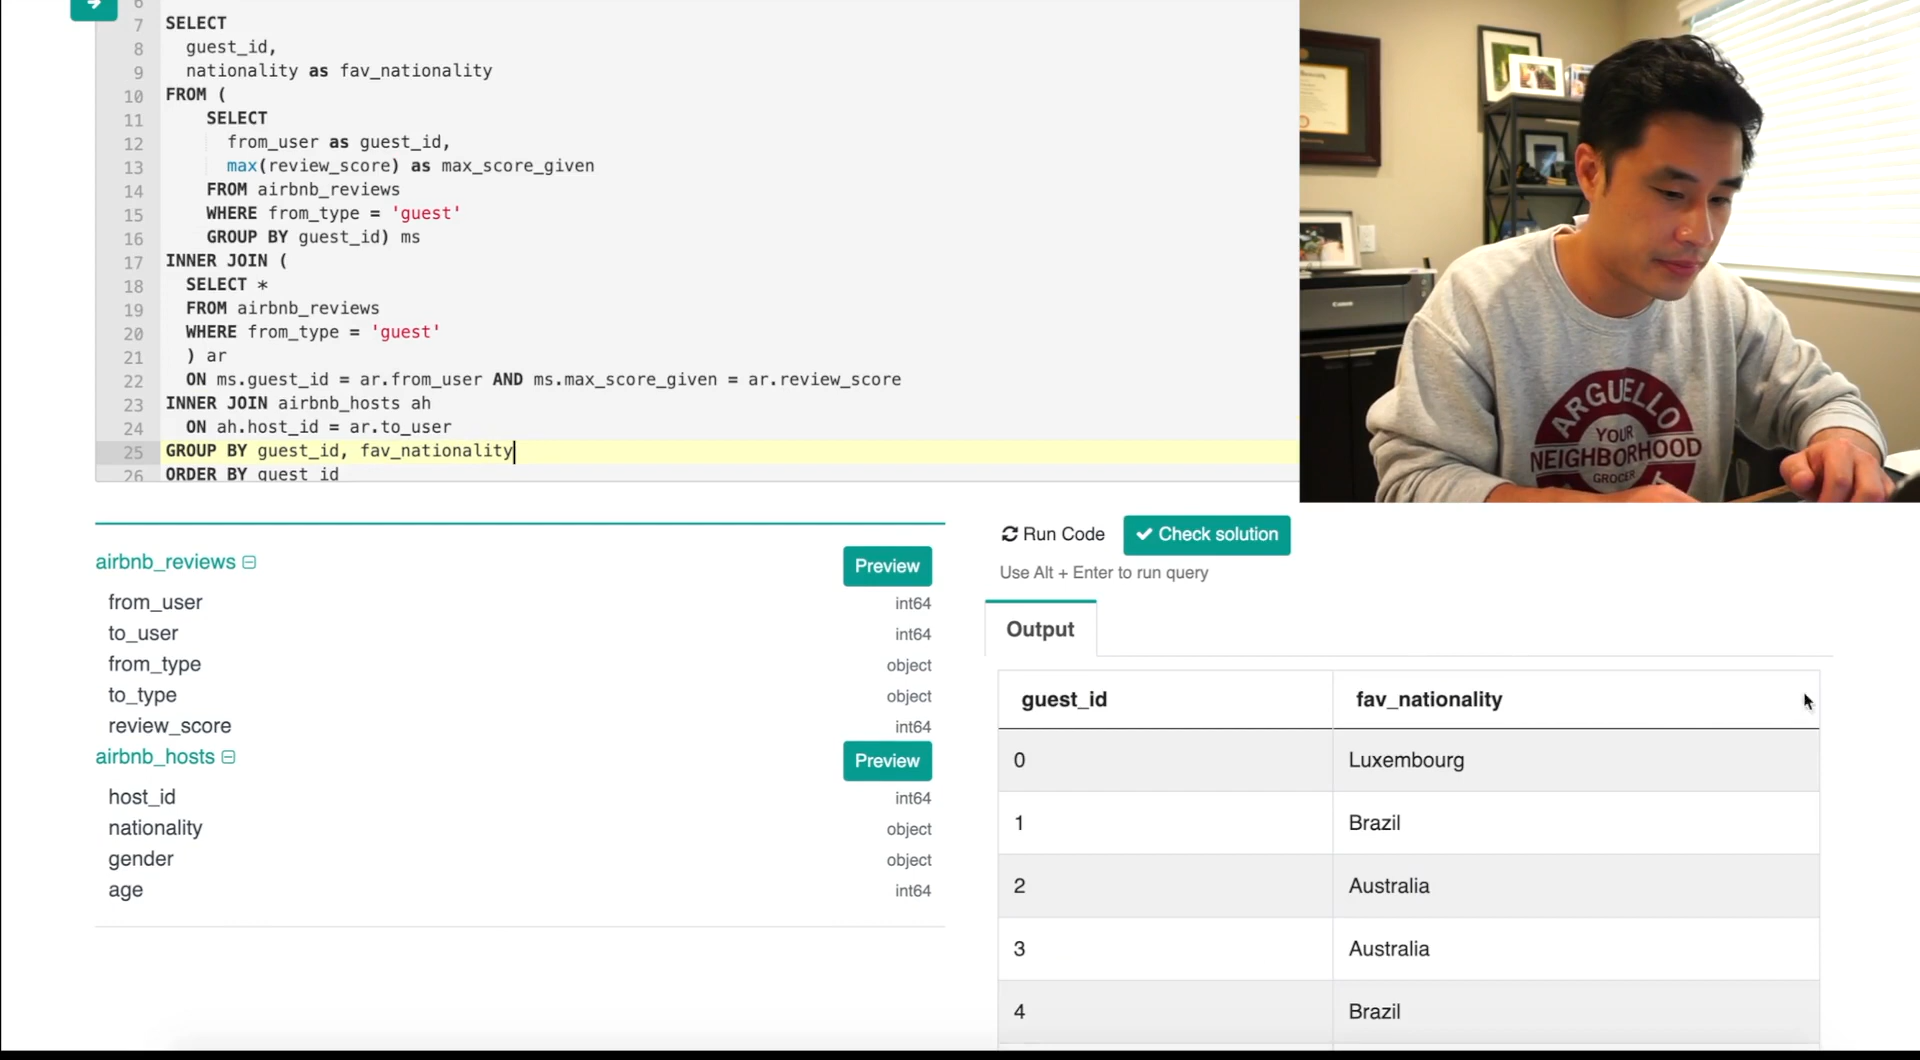 6
7 SELECT
8 guest_id,
9 nationality as fav_nationality
10 FROM (
11 SELECT
12 from_user as guest_id,
13 max(review_score) as max_score_given
14 FROM airbnb_reviews
15 WHERE from_type = 'guest'
16 GROUP BY guest_id) ms
17 INNER JOIN (
18 SELECT *
19 FROM airbnb_reviews
20 WHERE from_type = 'guest'
21 ) ar
22 ON ms.guest_id = ar.from_user AND ms.max_score_given = ar.review_score
23 INNER JOIN airbnb_hosts ah
24 ON ah.host_id = ar.to_user
25 GROUP BY guest_id, fav_nationality
26 ORDER BY guest_id
Canon
ARGUELLO
YOUR
NEIGHBORHOOD
GROCER
airbnb_reviews
Preview
from_user int64
to_user int64
from_type object
to_type object
review_score int64
airbnb_hosts
Preview
host_id int64
nationality object
gender object
age int64
Run Code
Check solution
Use Alt + Enter to run query
Output
guest_id fav_nationality
0 Luxembourg
1 Brazil
2 Australia
3 Australia
4 Brazil